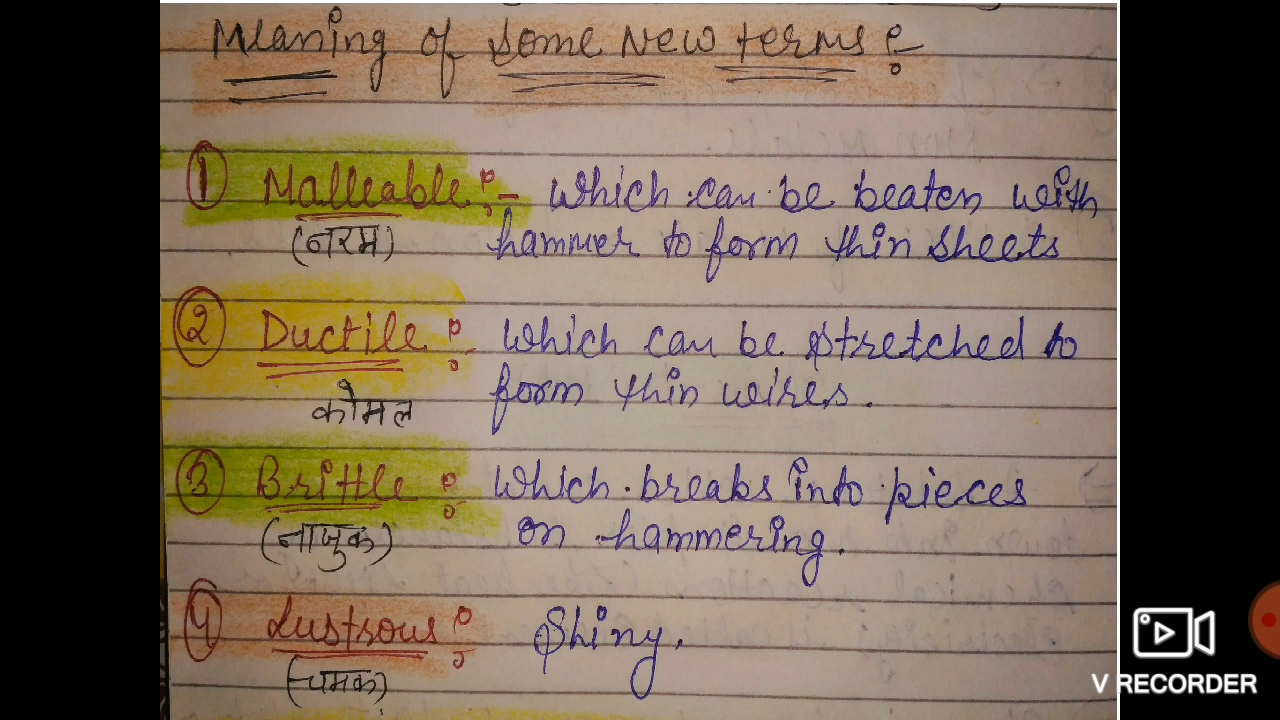 Meaning of Some New terms :-
① Malleable :- which can be beaten with
(नरम) hammer to form thin sheets
② Ductile :- which can be stretched to
कोमल form thin wires.
③ Brittle :- which breaks into pieces
(नाजुक) on hammering.
④ Lustrous :- Shiny.
(चमक)
V RECORDER